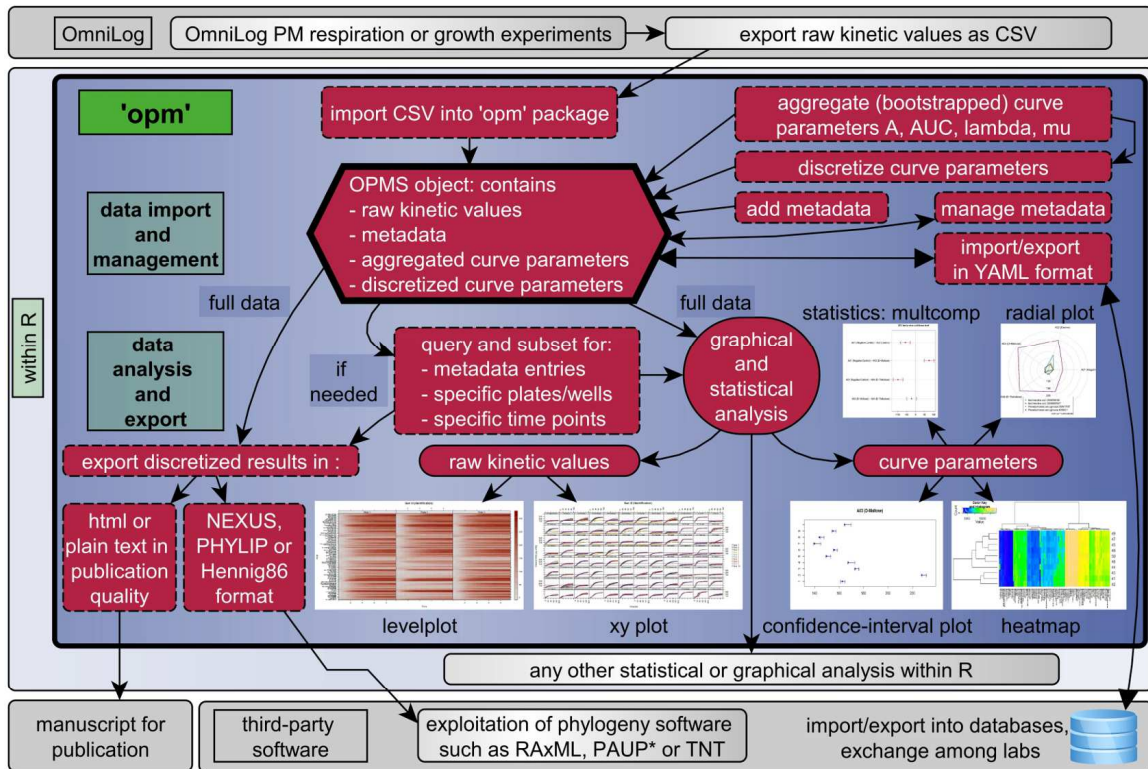 OmniLog
OmniLog PM respiration or growth experiments
export raw kinetic values as CSV
'opm'
import CSV into 'opm' package
aggregate (bootstrapped) curve
parameters A, AUC, lambda, mu
discretize curve parameters
data import
and
management
OPMS object: contains
- raw kinetic values
- metadata
- aggregated curve parameters
- discretized curve parameters
add metadata
manage metadata
import/export
in YAML format
within R
full data
full data
statistics: multcomp
radial plot
data
analysis
and
export
if
needed
query and subset for:
- metadata entries
- specific plates/wells
- specific time points
graphical
and
statistical
analysis
export discretized results in :
raw kinetic values
curve parameters
html or
plain text in
publication
quality
NEXUS,
PHYLIP or
Hennig86
format
levelplot
xy plot
confidence-interval plot
heatmap
any other statistical or graphical analysis within R
manuscript for
publication
third-party
software
exploitation of phylogeny software
such as RAxML, PAUP* or TNT
import/export into databases,
exchange among labs